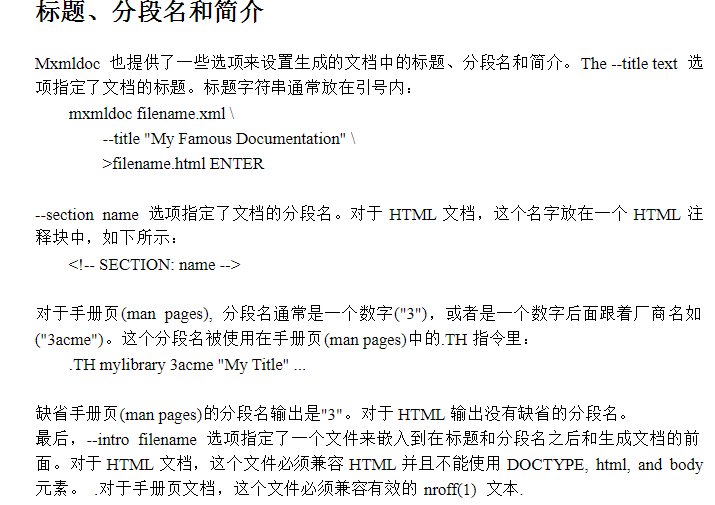 标题、分段名和简介
Mxmldoc 也提供了一些选项来设置生成的文档中的标题、分段名和简介。The --title text 选
项指定了文档的标题。标题字符串通常放在引号内：
mxmldoc filename.xml \
--title "My Famous Documentation" \
>filename.html ENTER
--section name 选项指定了文档的分段名。对于 HTML 文档，这个名字放在一个 HTML 注
释块中，如下所示：
<!-- SECTION: name -->
对于手册页(man pages), 分段名通常是一个数字("3")，或者是一个数字后面跟着厂商名如
("3acme")。这个分段名被使用在手册页(man pages)中的.TH 指令里：
.TH mylibrary 3acme "My Title" ...
缺省手册页(man pages)的分段名输出是"3"。对于 HTML 输出没有缺省的分段名。
最后，--intro filename 选项指定了一个文件来嵌入到在标题和分段名之后和生成文档的前
面。对于 HTML 文档，这个文件必须兼容 HTML 并且不能使用 DOCTYPE, html, and body
元素。 .对于手册页文档，这个文件必须兼容有效的 nroff(1) 文本.